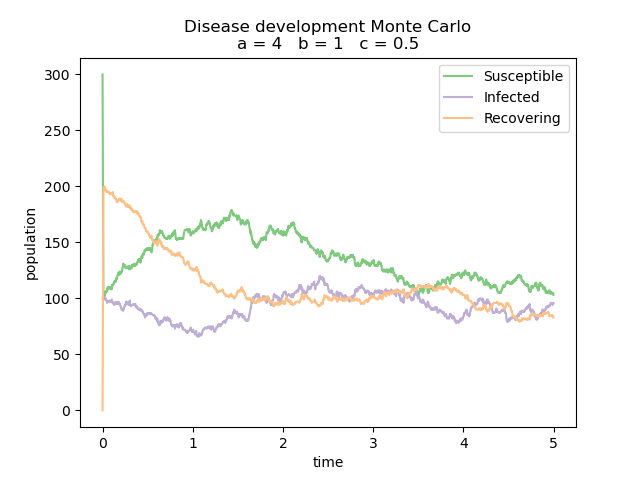 Disease development Monte Carlo
a = 4   b = 1   c = 0.5
Susceptible
Infected
Recovering
population
300
250
200
150
100
50
0
0 1 2 3 4 5
time